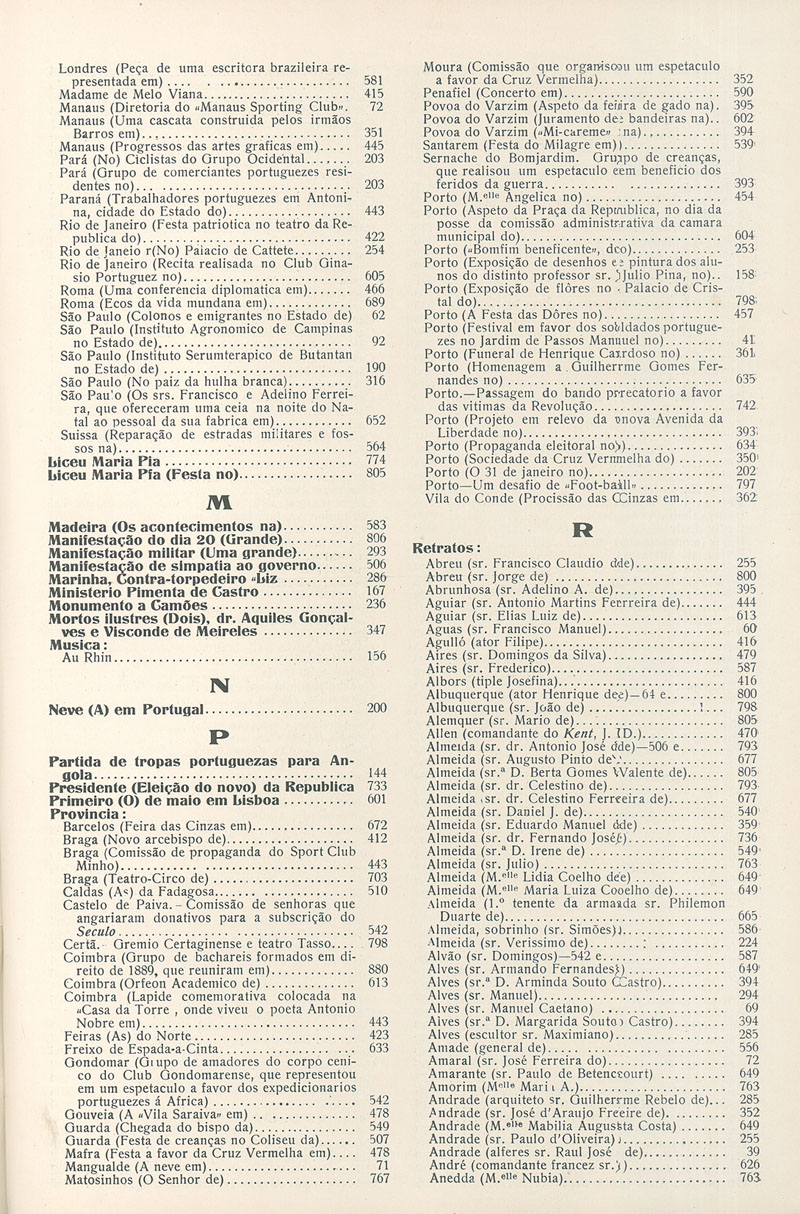 Londres (Peça de uma escritora brazileira re-
presentada em) ................ 581
Madame de Melo Viana................ 415
Manaus (Diretoria do «Manaus Sporting Club». 72
Manaus (Uma cascata construida pelos irmãos
Barros em)................ 351
Manaus (Progressos das artes graficas em)..... 445
Pará (No) Ciclistas do Grupo Ocidental....... 203
Pará (Grupo de comerciantes portuguezes resi-
dentes no)................ 203
Paraná (Trabalhadores portuguezes em Antoni-
na, cidade do Estado do)................ 443
Rio de Janeiro (Festa patriotica no teatro da Re-
publica do)................ 422
Rio de Janeio r(No) Palacio de Cattete......... 254
Rio de Janeiro (Recita realisada no Club Gina-
sio Portuguez no)................ 605
Roma (Uma conferencia diplomatica em)....... 466
Roma (Ecos da vida mundana em)............ 689
São Paulo (Colonos e emigrantes no Estado de) 62
São Paulo (Instituto Agronomico de Campinas
no Estado de)................ 92
São Paulo (Instituto Serumterapico de Butantan
no Estado de) ................ 190
São Paulo (No paiz da hulha branca).......... 316
São Paulo (Os srs. Francisco e Adelino Ferrei-
ra, que ofereceram uma ceia na noite do Na-
tal ao pessoal da sua fabrica em)............ 652
Suissa (Reparação de estradas militares e fos-
sos na)................ 564
Liceu Maria Pia ................ 774
Liceu Maria Pia (Festa no)................ 805
M
Madeira (Os acontecimentos na)........... 583
Manifestação do dia 20 (Grande).......... 806
Manifestação militar (Uma grande)......... 293
Manifestação de simpatia ao governo...... 506
Marinha, Contra-torpedeiro «Liz ........... 286
Ministerio Pimenta de Castro ............... 167
Monumento a Camões ................ 236
Mortos ilustres (Dois), dr. Aquiles Gonçal-
ves e Visconde de Meireles .............. 347
Musica:
Au Rhin................ 156
N
Neve (A) em Portugal................ 200
P
Partida de tropas portuguezas para An-
gola................ 144
Presidente (Eleição do novo) da Republica 733
Primeiro (O) de maio em Lisboa ........... 601
Provincia:
Barcelos (Feira das Cinzas em)................ 672
Braga (Novo arcebispo de)................ 412
Braga (Comissão de propaganda do Sport Club
Minho)................ 443
Braga (Teatro-Circo de) ................ 703
Caldas (As) da Fadagosa................ 510
Castelo de Paiva.-Comissão de senhoras que
angariaram donativos para a subscrição do
Seculo ................ 542
Certã.- Gremio Certaginense e teatro Tasso.... 798
Coimbra (Grupo de bachareis formados em di-
reito de 1889, que reuniram em)............. 880
Coimbra (Orfeon Academico de) .............. 613
Coimbra (Lapide comemorativa colocada na
«Casa da Torre , onde viveu o poeta Antonio
Nobre em)................ 443
Feiras (As) do Norte................ 423
Freixo de Espada-a-Cinta................ 633
Gondomar (Grupo de amadores do corpo ceni-
co do Club Gondomarense, que representou
em um espetaculo a favor dos expedicionarios
portuguezes á Africa) ................ 542
Gouveia (A «Vila Saraiva» em) ............... 478
Guarda (Chegada do bispo da)................ 549
Guarda (Festa de creanças no Coliseu da)...... 507
Mafra (Festa a favor da Cruz Vermelha em).... 478
Mangualde (A neve em)................ 71
Matosinhos (O Senhor de)................ 767
Moura (Comissão que organisou um espetaculo
a favor da Cruz Vermelha)................ 352
Penafiel (Concerto em)................ 590
Povoa do Varzim (Aspeto da feira de gado na). 395
Povoa do Varzim (Juramento de bandeiras na).. 602
Povoa do Varzim («Mi-careme» na)............ 394
Santarem (Festa do Milagre em)............... 539
Sernache do Bomjardim. Grupo de creanças,
que realisou um espetaculo em beneficio dos
feridos da guerra................ 393
Porto (M.elle Angelica no) ................ 454
Porto (Aspeto da Praça da Republica, no dia da
posse da comissão administrativa da camara
municipal do)................ 604
Porto («Bomfim beneficente», do).............. 253
Porto (Exposição de desenhos e pintura dos alu-
nos do distinto professor sr. Julio Pina, no).. 158
Porto (Exposição de flôres no Palacio de Cris-
tal do)................ 798
Porto (A Festa das Dôres no)................ 457
Porto (Festival em favor dos soldados portugue-
zes no Jardim de Passos Manuel no)......... 41
Porto (Funeral de Henrique Cardoso no) ...... 361
Porto (Homenagem a Guilherme Gomes Fer-
nandes no) ................ 635
Porto.—Passagem do bando precatorio a favor
das vitimas da Revolução................ 742
Porto (Projeto em relevo da nova Avenida da
Liberdade no)................ 393
Porto (Propaganda eleitoral no).............. 634
Porto (Sociedade da Cruz Vermelha do) ....... 350
Porto (O 31 de janeiro no)................ 202
Porto—Um desafio de «Foot-ball» ............ 797
Vila do Conde (Procissão das Cinzas em....... 362
R
Retratos:
Abreu (sr. Francisco Claudio de).............. 255
Abreu (sr. Jorge de) ................ 800
Abrunhosa (sr. Adelino A. de)................ 395
Aguiar (sr. Antonio Martins Ferreira de)....... 444
Aguiar (sr. Elias Luiz de)................ 613
Aguas (sr. Francisco Manuel)................ 60
Agulló (ator Filipe)................ 416
Aires (sr. Domingos da Silva)................ 479
Aires (sr. Frederico)................ 587
Albors (tiple Josefina)................ 416
Albuquerque (ator Henrique de)—64 e......... 800
Albuquerque (sr. João de) ................ 798
Alemquer (sr. Mario de)................ 805
Allen (comandante do Kent, J. D.)............. 470
Almeida (sr. dr. Antonio José de)—506 e....... 793
Almeida (sr. Augusto Pinto de)................ 677
Almeida (sr.ª D. Berta Gomes Valente de)...... 805
Almeida (sr. dr. Celestino de)................ 793
Almeida (sr. dr. Celestino Ferreira de)........ 677
Almeida (sr. Daniel J. de)................ 540
Almeida (sr. Eduardo Manuel de) ............. 359
Almeida (sr. dr. Fernando José)............... 736
Almeida (sr.ª D. Irene de) ................ 549
Almeida (sr. Julio) ................ 763
Almeida (M.elle Lidia Coelho de) ............. 649
Almeida (M.elle Maria Luiza Coelho de)....... 649
Almeida (1.º tenente da armada sr. Philemon
Duarte de)................ 665
Almeida, sobrinho (sr. Simões)................ 586
Almeida (sr. Verissimo de)................ 224
Alvão (sr. Domingos)—542 e................ 587
Alves (sr. Armando Fernandes) ............... 649
Alves (sr.ª D. Arminda Souto Castro).......... 394
Alves (sr. Manuel)................ 294
Alves (sr. Manuel Caetano) ................ 69
Alves (sr.ª D. Margarida Souto Castro)........ 394
Alves (escultor sr. Maximiano)................ 285
Amade (general de)................ 556
Amaral (sr. José Ferreira do)................ 72
Amarante (sr. Paulo de Betencourt) ........... 649
Amorim (Melle Maria A.)................ 763
Andrade (arquiteto sr. Guilherme Rebelo de)... 285
Andrade (sr. José d'Araujo Freire de). ........ 352
Andrade (M.elle Mabilia Augusta Costa) ....... 649
Andrade (sr. Paulo d'Oliveira)................ 255
Andrade (alferes sr. Raul José de)............. 39
André (comandante francez sr.)................ 626
Anedda (M.elle Nubia)................ 763